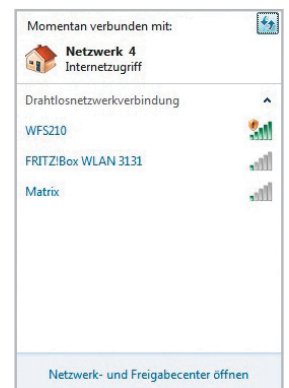 Momentan verbunden mit:
Netzwerk 4
Internetzugriff
Drahtlosnetzwerkverbindung
WFS210
FRITZ!Box WLAN 3131
Matrix
Netzwerk- und Freigabecenter öffnen